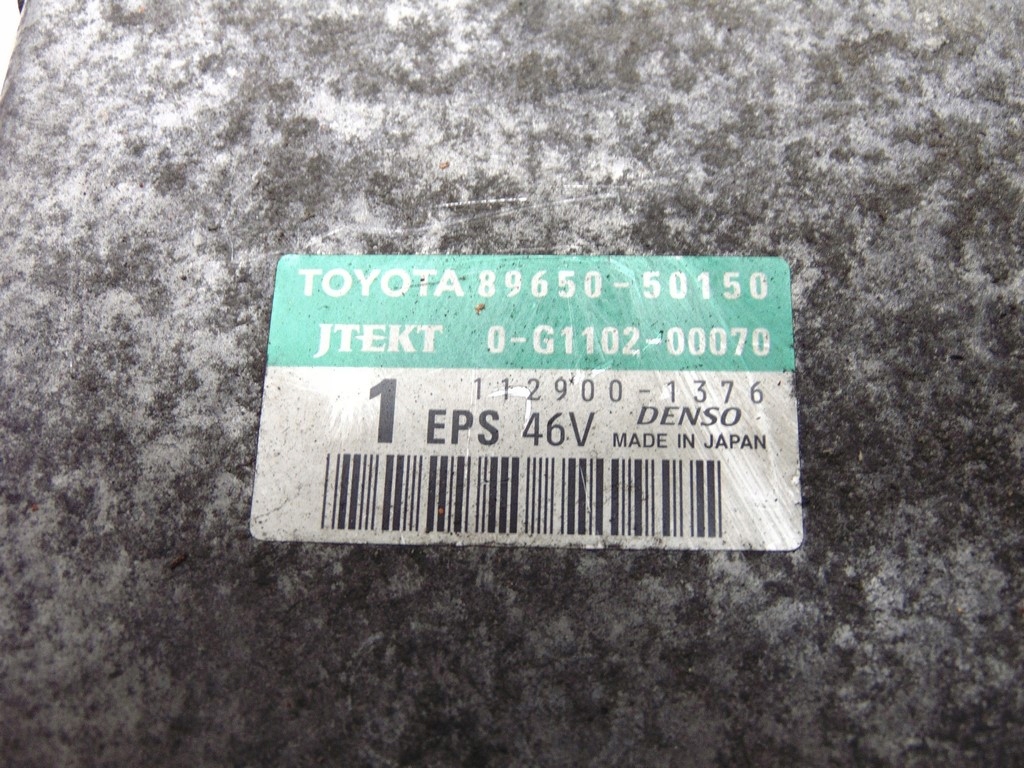 TOYOTA 89650-50150
JTEKT 0-G1102-00070
112900-1376
1 EPS 46V DENSO
MADE IN JAPAN